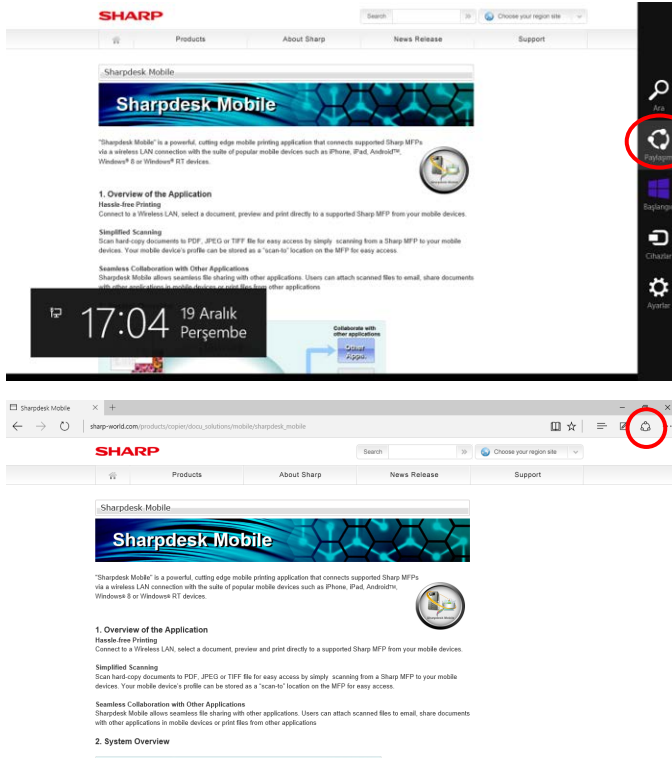 SHARP
Search
Choose your region site
Products
About Sharp
News Release
Support
Sharpdesk Mobile
Sharpdesk Mobile
"Sharpdesk Mobile" is a powerful, cutting edge mobile printing application that connects supported Sharp MFPs
via a wireless LAN connection with the suite of popular mobile devices such as iPhone, iPad, Android™,
Windows® 8 or Windows® RT devices.
1. Overview of the Application
Hassle-free Printing
Connect to a Wireless LAN, select a document, preview and print directly to a supported Sharp MFP from your mobile devices.
Simplified Scanning
Scan hard-copy documents to PDF, JPEG or TIFF file for easy access by simply scanning from a Sharp MFP to your mobile
devices. Your mobile device's profile can be stored as a "scan-to" location on the MFP for easy access.
Seamless Collaboration with Other Applications
Sharpdesk Mobile allows seamless file sharing with other applications. Users can attach scanned files to email, share documents
with other applications in mobile devices or print files from other applications
Collaborate with
other applications
Other
Apps.
17:04
19 Aralık
Perşembe
Ara
Paylaşım
Başlangıç
Cihazlar
Ayarlar
Sharpdesk Mobile
sharp-world.com/products/copier/docu_solutions/mobile/sharpdesk_mobile
SHARP
Search
Choose your region site
Products
About Sharp
News Release
Support
Sharpdesk Mobile
Sharpdesk Mobile
"Sharpdesk Mobile" is a powerful, cutting edge mobile printing application that connects supported Sharp MFPs
via a wireless LAN connection with the suite of popular mobile devices such as iPhone, iPad, Android™,
Windows® 8 or Windows® RT devices.
1. Overview of the Application
Hassle-free Printing
Connect to a Wireless LAN, select a document, preview and print directly to a supported Sharp MFP from your mobile devices.
Simplified Scanning
Scan hard-copy documents to PDF, JPEG or TIFF file for easy access by simply scanning from a Sharp MFP to your mobile
devices. Your mobile device's profile can be stored as a "scan-to" location on the MFP for easy access.
Seamless Collaboration with Other Applications
Sharpdesk Mobile allows seamless file sharing with other applications. Users can attach scanned files to email, share documents
with other applications in mobile devices or print files from other applications
2. System Overview